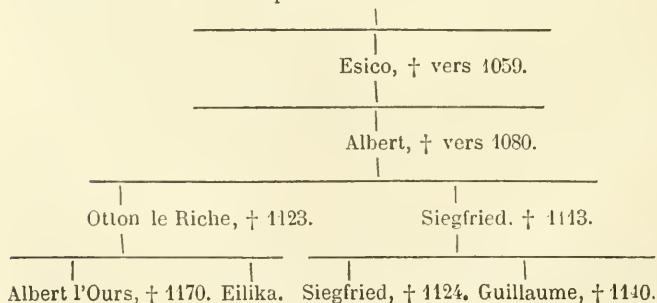 Esico, † vers 1059.
Albert, † vers 1080.
Otton le Riche, † 1123. Siegfried. † 1113.
Albert l'Ours, † 1170. Eilika. Siegfried, † 1124. Guillaume, † 1140.